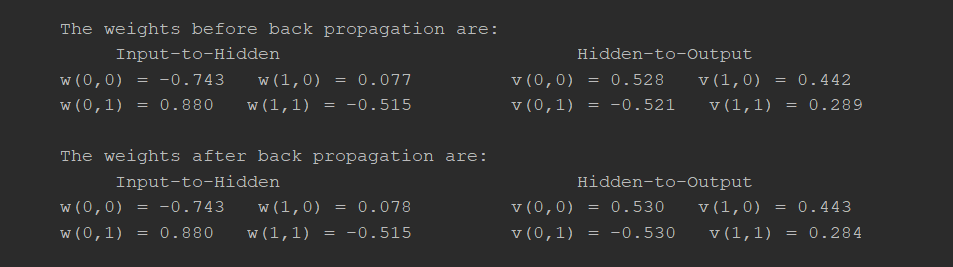 The weights before back propagation are:
Input-to-Hidden Hidden-to-Output
w(0,0) = -0.743 w(1,0) = 0.077 v(0,0) = 0.528 v(1,0) = 0.442
w(0,1) = 0.880 w(1,1) = -0.515 v(0,1) = -0.521 v(1,1) = 0.289
The weights after back propagation are:
Input-to-Hidden Hidden-to-Output
w(0,0) = -0.743 w(1,0) = 0.078 v(0,0) = 0.530 v(1,0) = 0.443
w(0,1) = 0.880 w(1,1) = -0.515 v(0,1) = -0.530 v(1,1) = 0.284